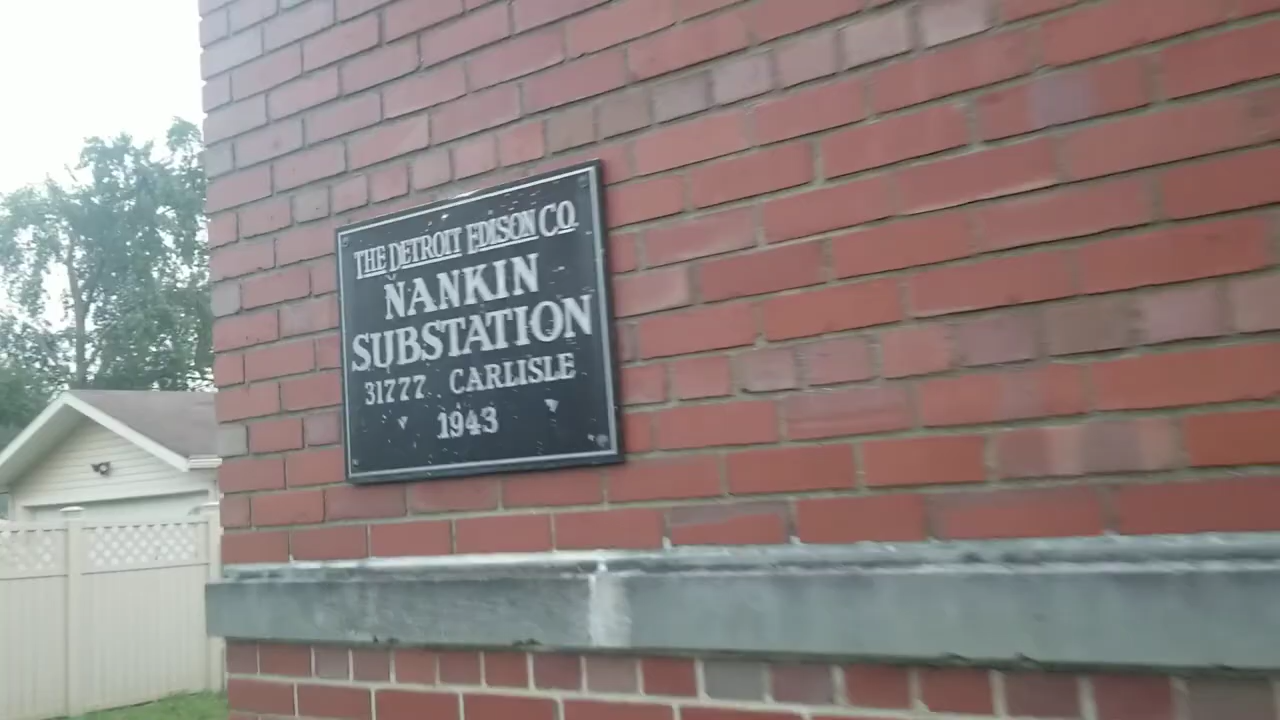 THE DETROIT EDISON CO.
NANKIN
SUBSTATION
31777 CARLISLE
1943